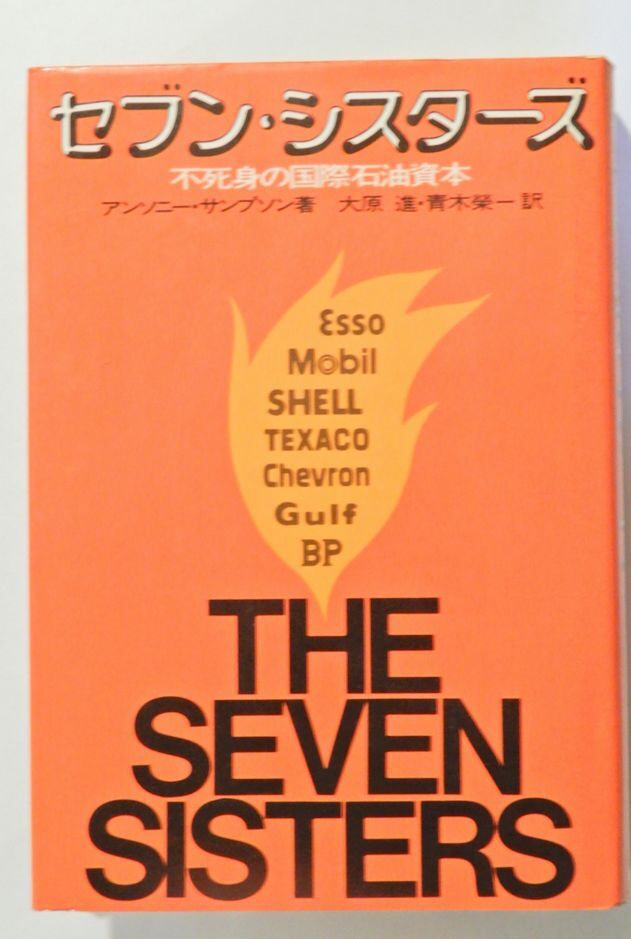 セブン・シスターズ
不死身の国際石油資本
アンソニー・サンプソン著　大原 進・青木榮一訳
Esso
Mobil
SHELL
TEXACO
Chevron
Gulf
BP
THE
SEVEN
SISTERS